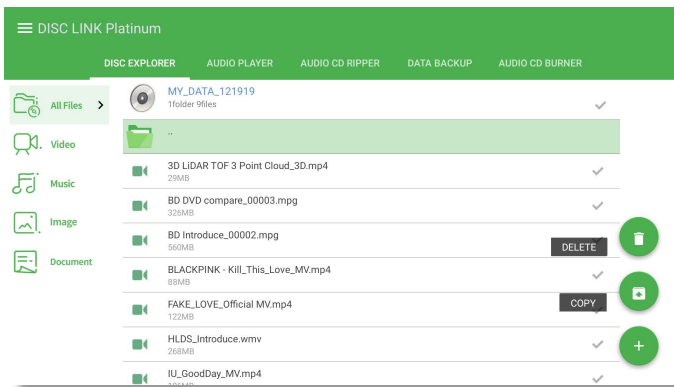 DISC LINK Platinum
DISC EXPLORER AUDIO PLAYER AUDIO CD RIPPER DATA BACKUP AUDIO CD BURNER
All Files
Video
Music
Image
Document
MY_DATA_121919
1folder 9files
..
3D LiDAR TOF 3 Point Cloud_3D.mp4
29MB
BD DVD compare_00003.mpg
326MB
BD Introduce_00002.mpg
560MB
DELETE
BLACKPINK - Kill_This_Love_MV.mp4
88MB
FAKE_LOVE_Official MV.mp4
122MB
COPY
HLDS_Introduce.wmv
268MB
IU_GoodDay_MV.mp4